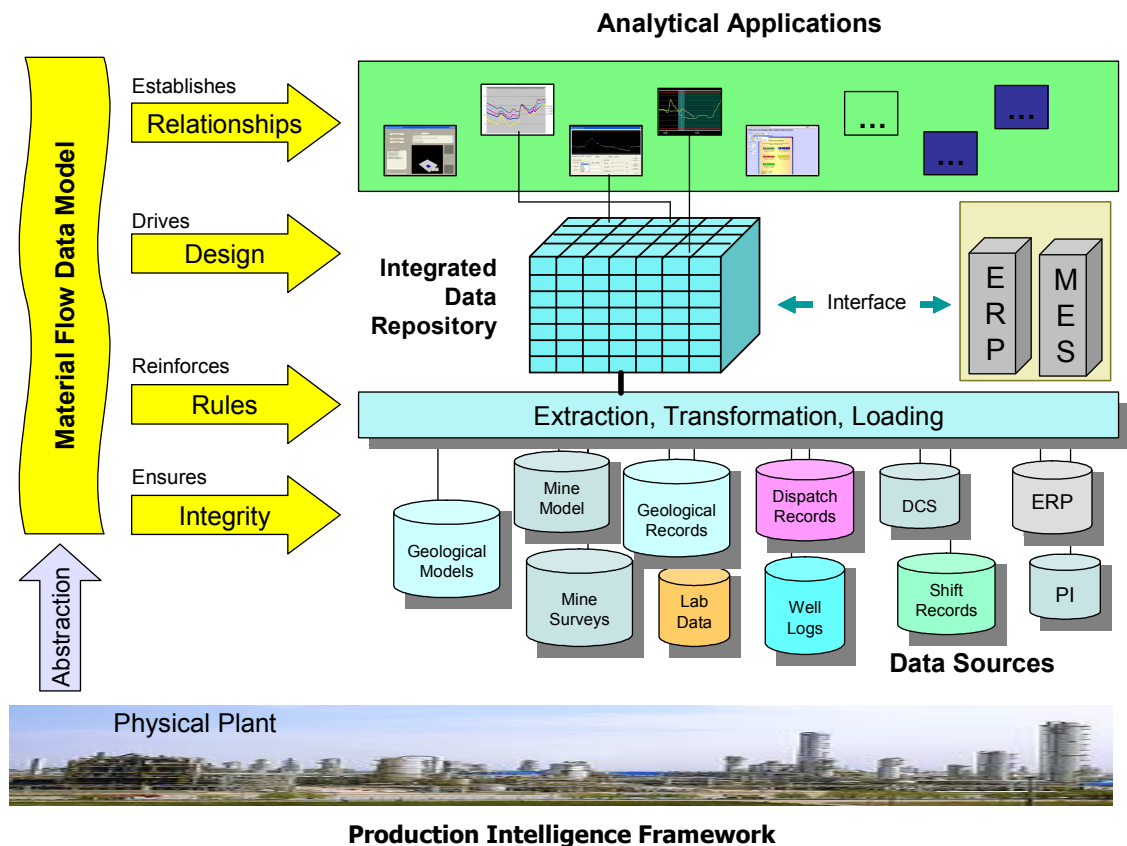 Analytical Applications
Establishes
Relationships
...
...
...
Material Flow Data Model
Drives
Design
Integrated
Data
Repository
Interface
ERP
MES
Reinforces
Rules
Extraction, Transformation, Loading
Ensures
Integrity
Geological
Models
Mine
Model
Geological
Records
Dispatch
Records
DCS
ERP
Mine
Surveys
Lab
Data
Well
Logs
Shift
Records
PI
Data Sources
Abstraction
Physical Plant
Production Intelligence Framework